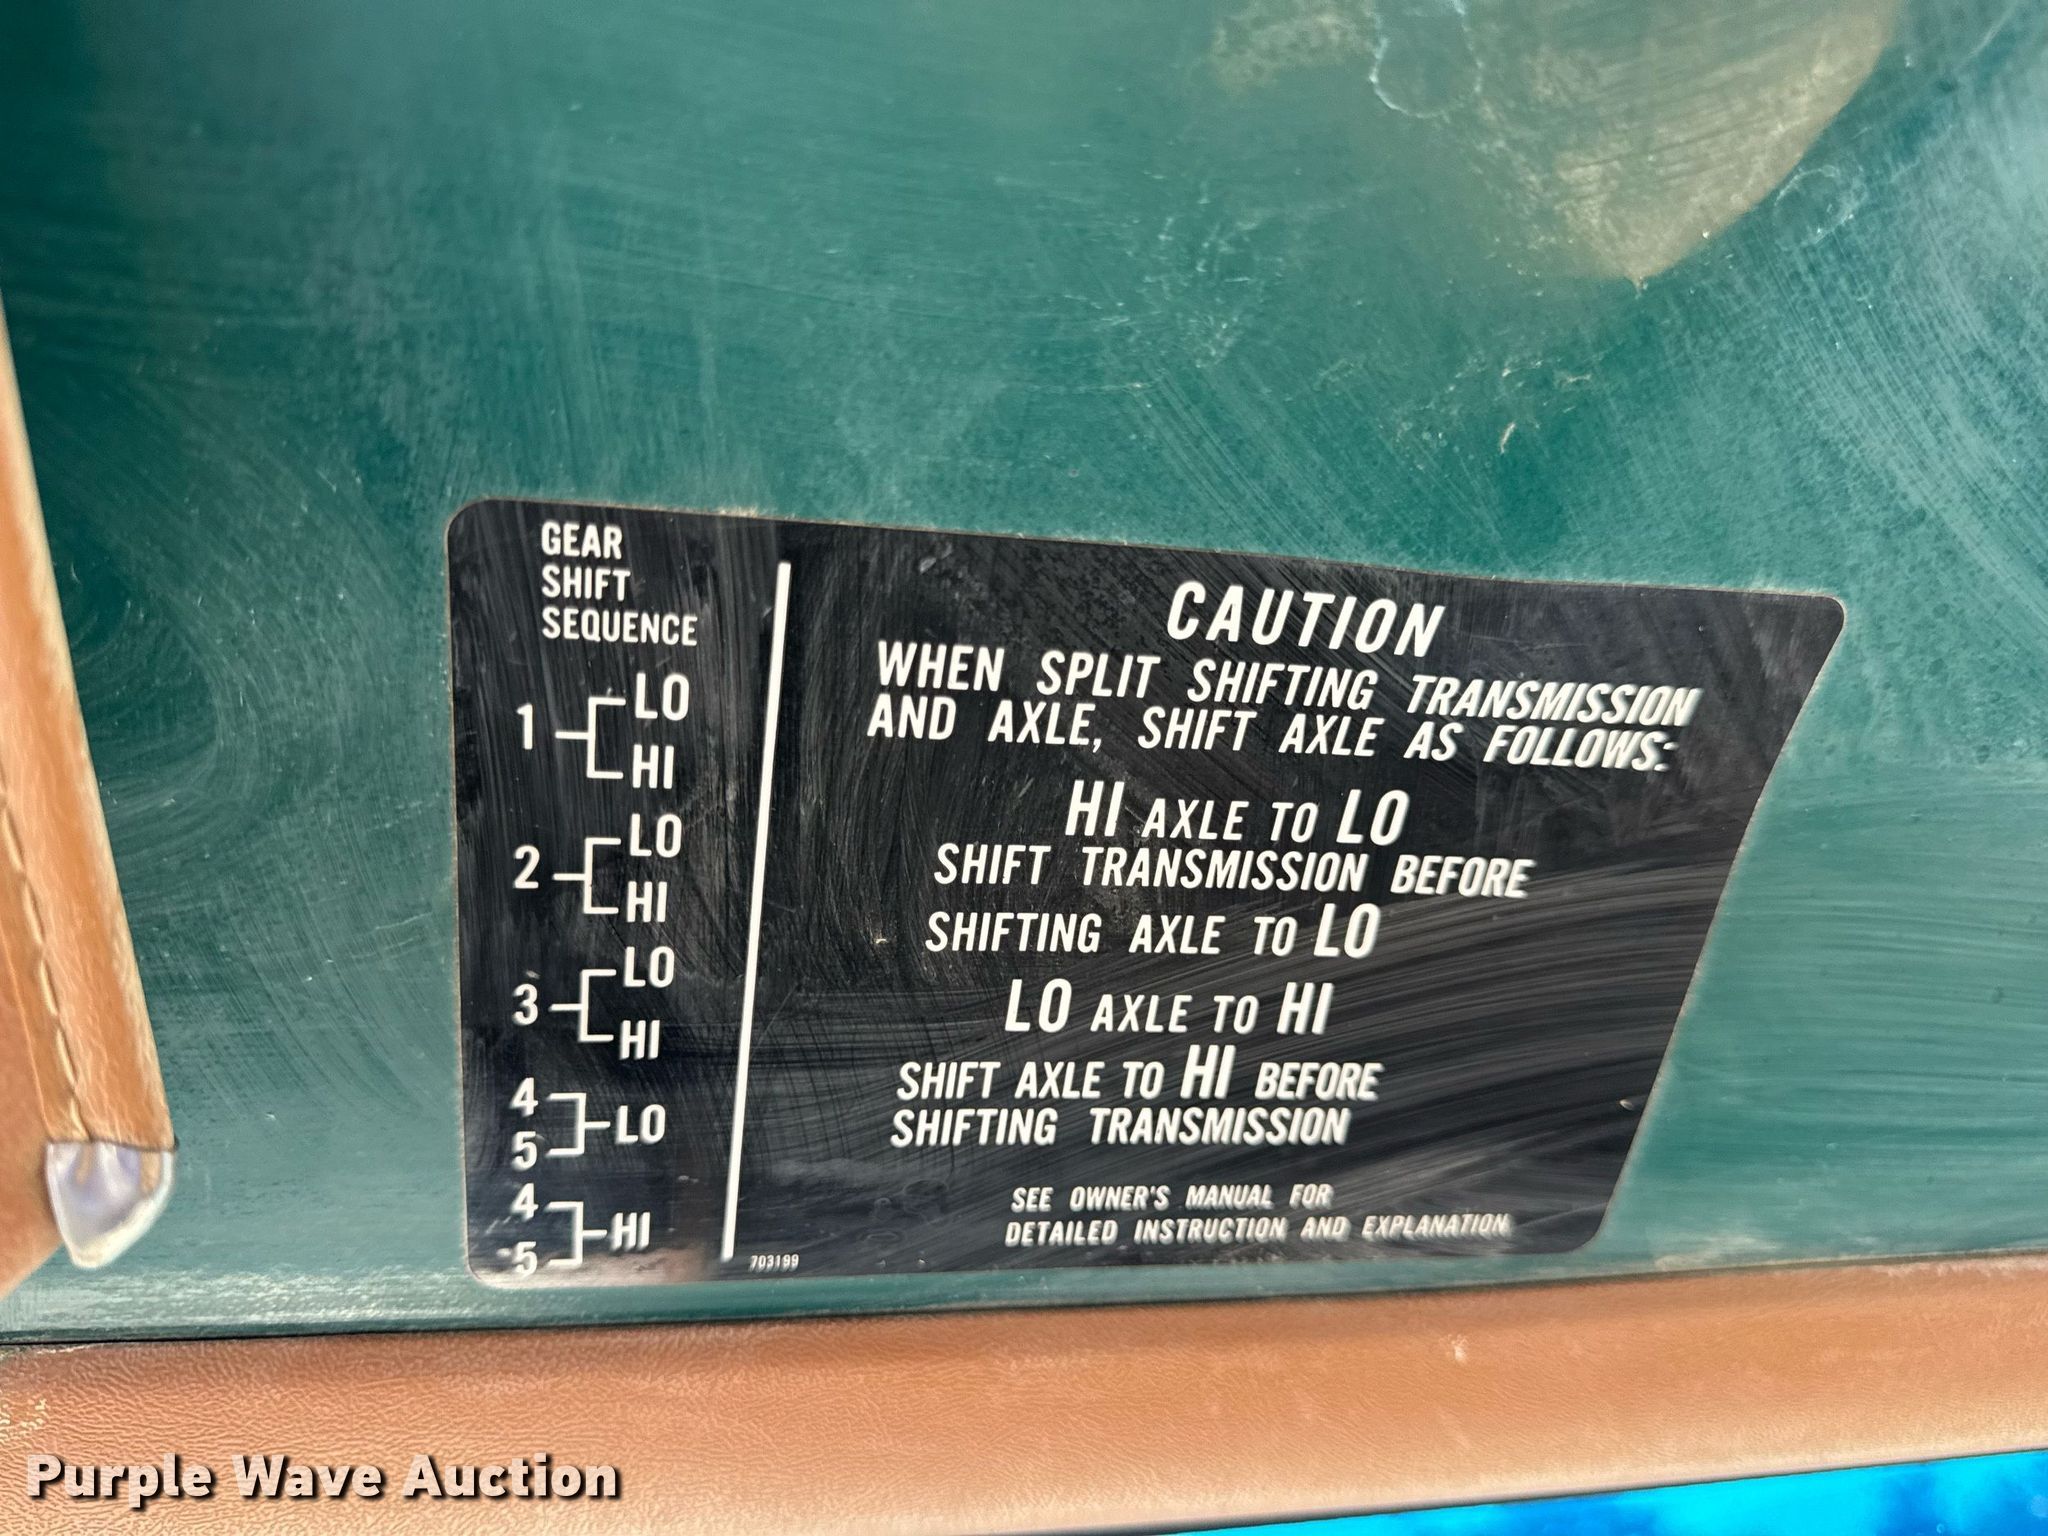 GEAR
SHIFT
SEQUENCE
1 LO
HI
2 LO
HI
3 LO
HI
4
5 LO
4
5 HI
CAUTION
WHEN SPLIT SHIFTING TRANSMISSION
AND AXLE, SHIFT AXLE AS FOLLOWS:
HI AXLE TO LO
SHIFT TRANSMISSION BEFORE
SHIFTING AXLE TO LO
LO AXLE TO HI
SHIFT AXLE TO HI BEFORE
SHIFTING TRANSMISSION
SEE OWNER'S MANUAL FOR
DETAILED INSTRUCTION AND EXPLANATION
703199
Purple Wave Auction